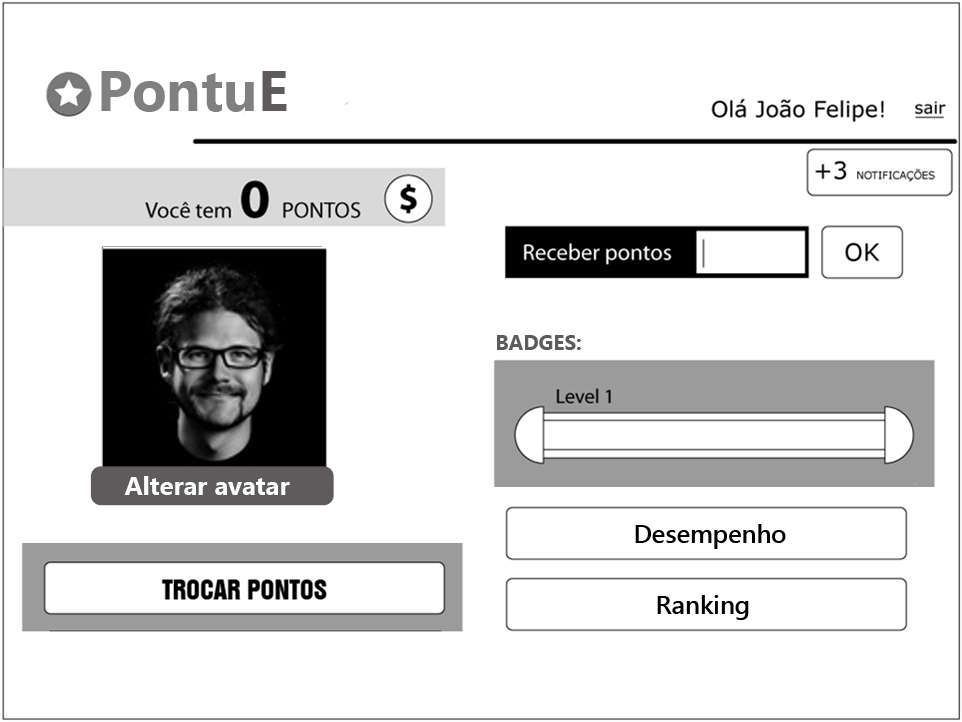 PontuE
Olá João Felipe! sair
+3 NOTIFICAÇÕES
Você tem 0 PONTOS $
Receber pontos OK
BADGES:
Level 1
Alterar avatar
Desempenho
TROCAR PONTOS
Ranking